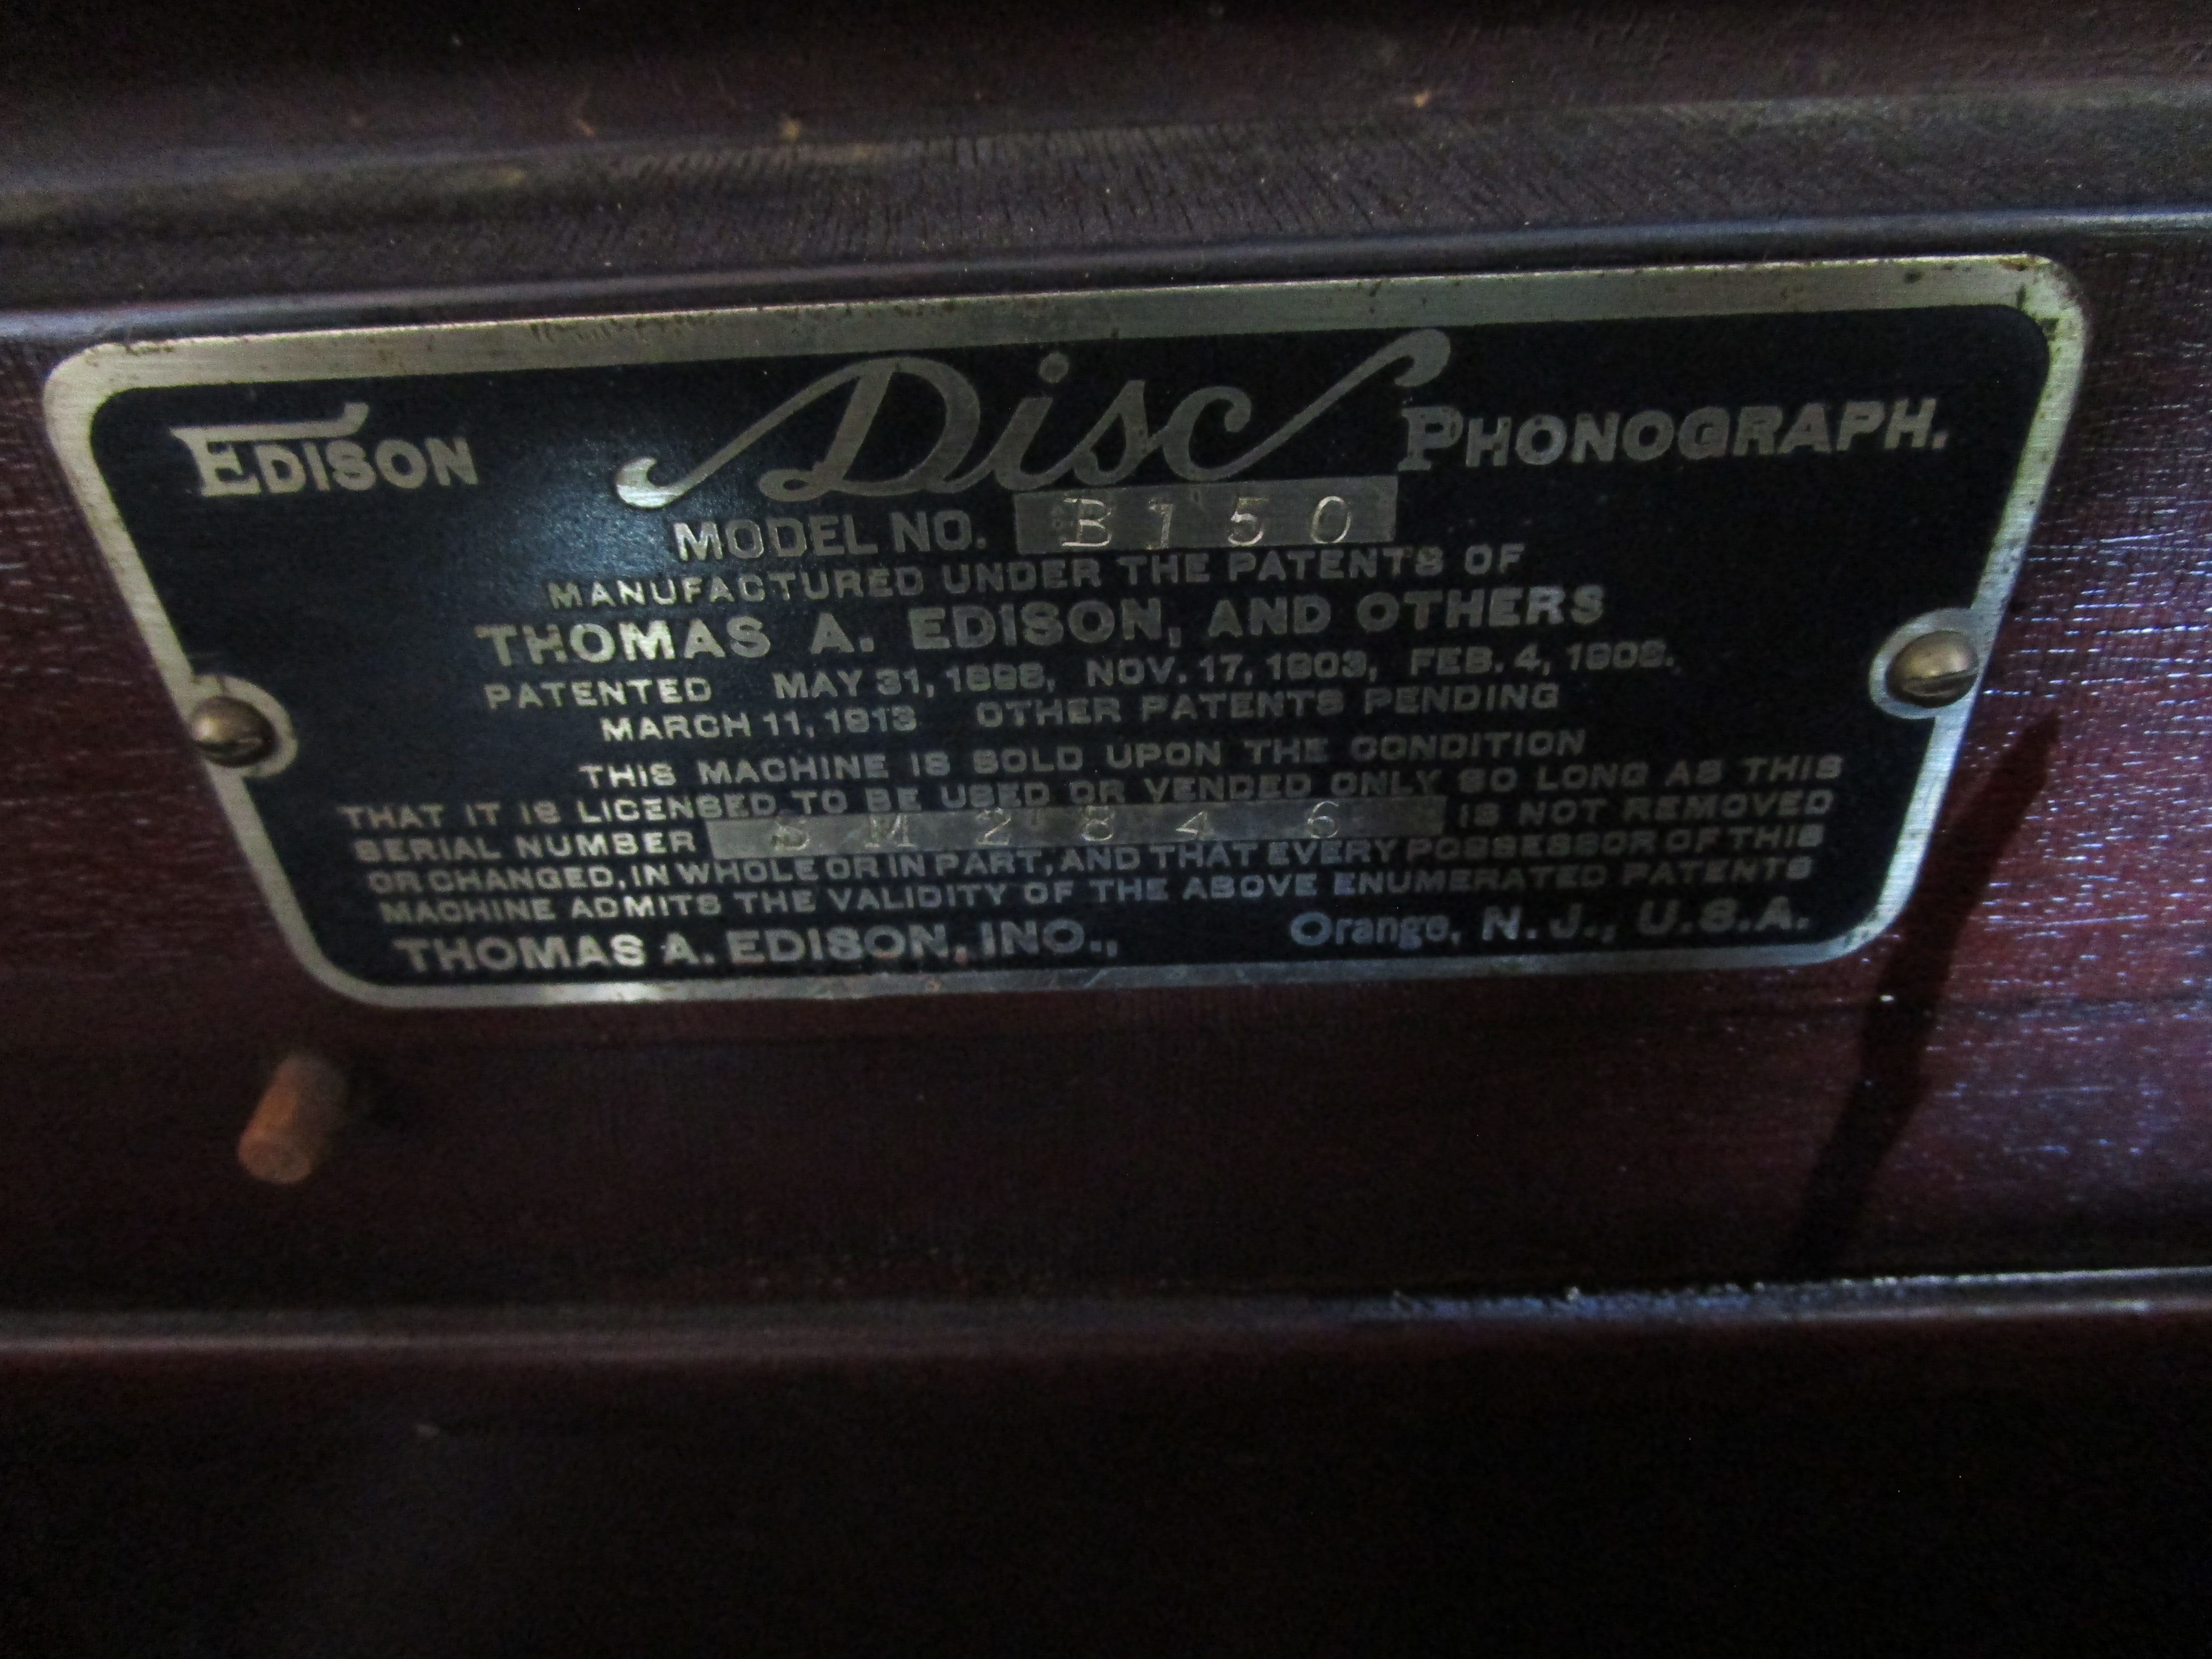 EDISON Disc PHONOGRAPH.
MODEL NO. B150
MANUFACTURED UNDER THE PATENTS OF
THOMAS A. EDISON, AND OTHERS
PATENTED MAY 31, 1898, NOV. 17, 1903, FEB. 4, 1908.
MARCH 11, 1913 OTHER PATENTS PENDING
THIS MACHINE IS SOLD UPON THE CONDITION
THAT IT IS LICENSED TO BE USED OR VENDED ONLY SO LONG AS THIS
SERIAL NUMBER SM2846 IS NOT REMOVED
OR CHANGED, IN WHOLE OR IN PART, AND THAT EVERY POSSESSOR OF THIS
MACHINE ADMITS THE VALIDITY OF THE ABOVE ENUMERATED PATENTS
THOMAS A. EDISON, INC., Orange, N. J., U.S.A.